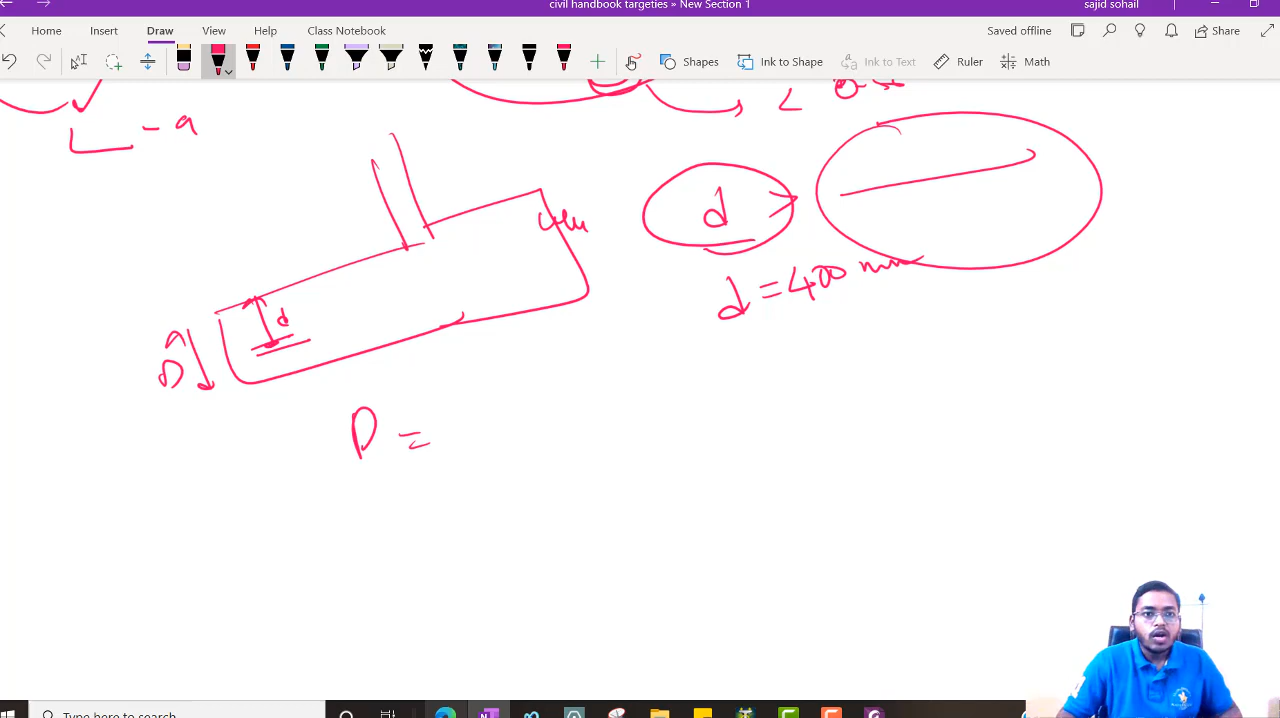 civil handbook targeties » New Section 1
sajid sohail
Home Insert Draw View Help Class Notebook
Saved offline
Share
Shapes
Ink to Shape
Ink to Text
Ruler
Math
- a
d
d = 400 mm
d
D
D =
Type here to search